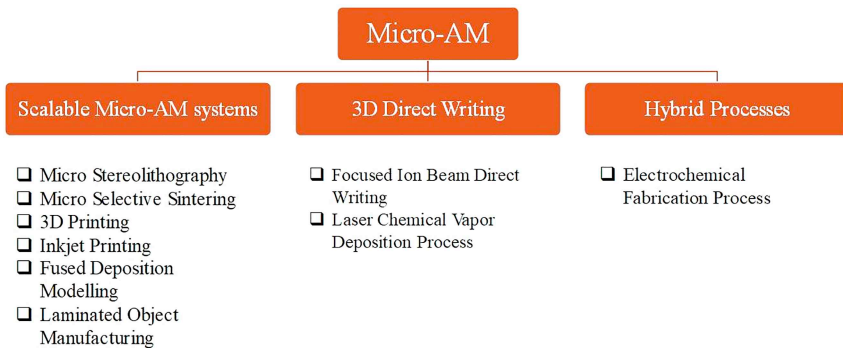 Micro-AM
Scalable Micro-AM systems
❑ Micro Stereolithography
❑ Micro Selective Sintering
❑ 3D Printing
❑ Inkjet Printing
❑ Fused Deposition
Modelling
❑ Laminated Object
Manufacturing
3D Direct Writing
❑ Focused Ion Beam Direct
Writing
❑ Laser Chemical Vapor
Deposition Process
Hybrid Processes
❑ Electrochemical
Fabrication Process